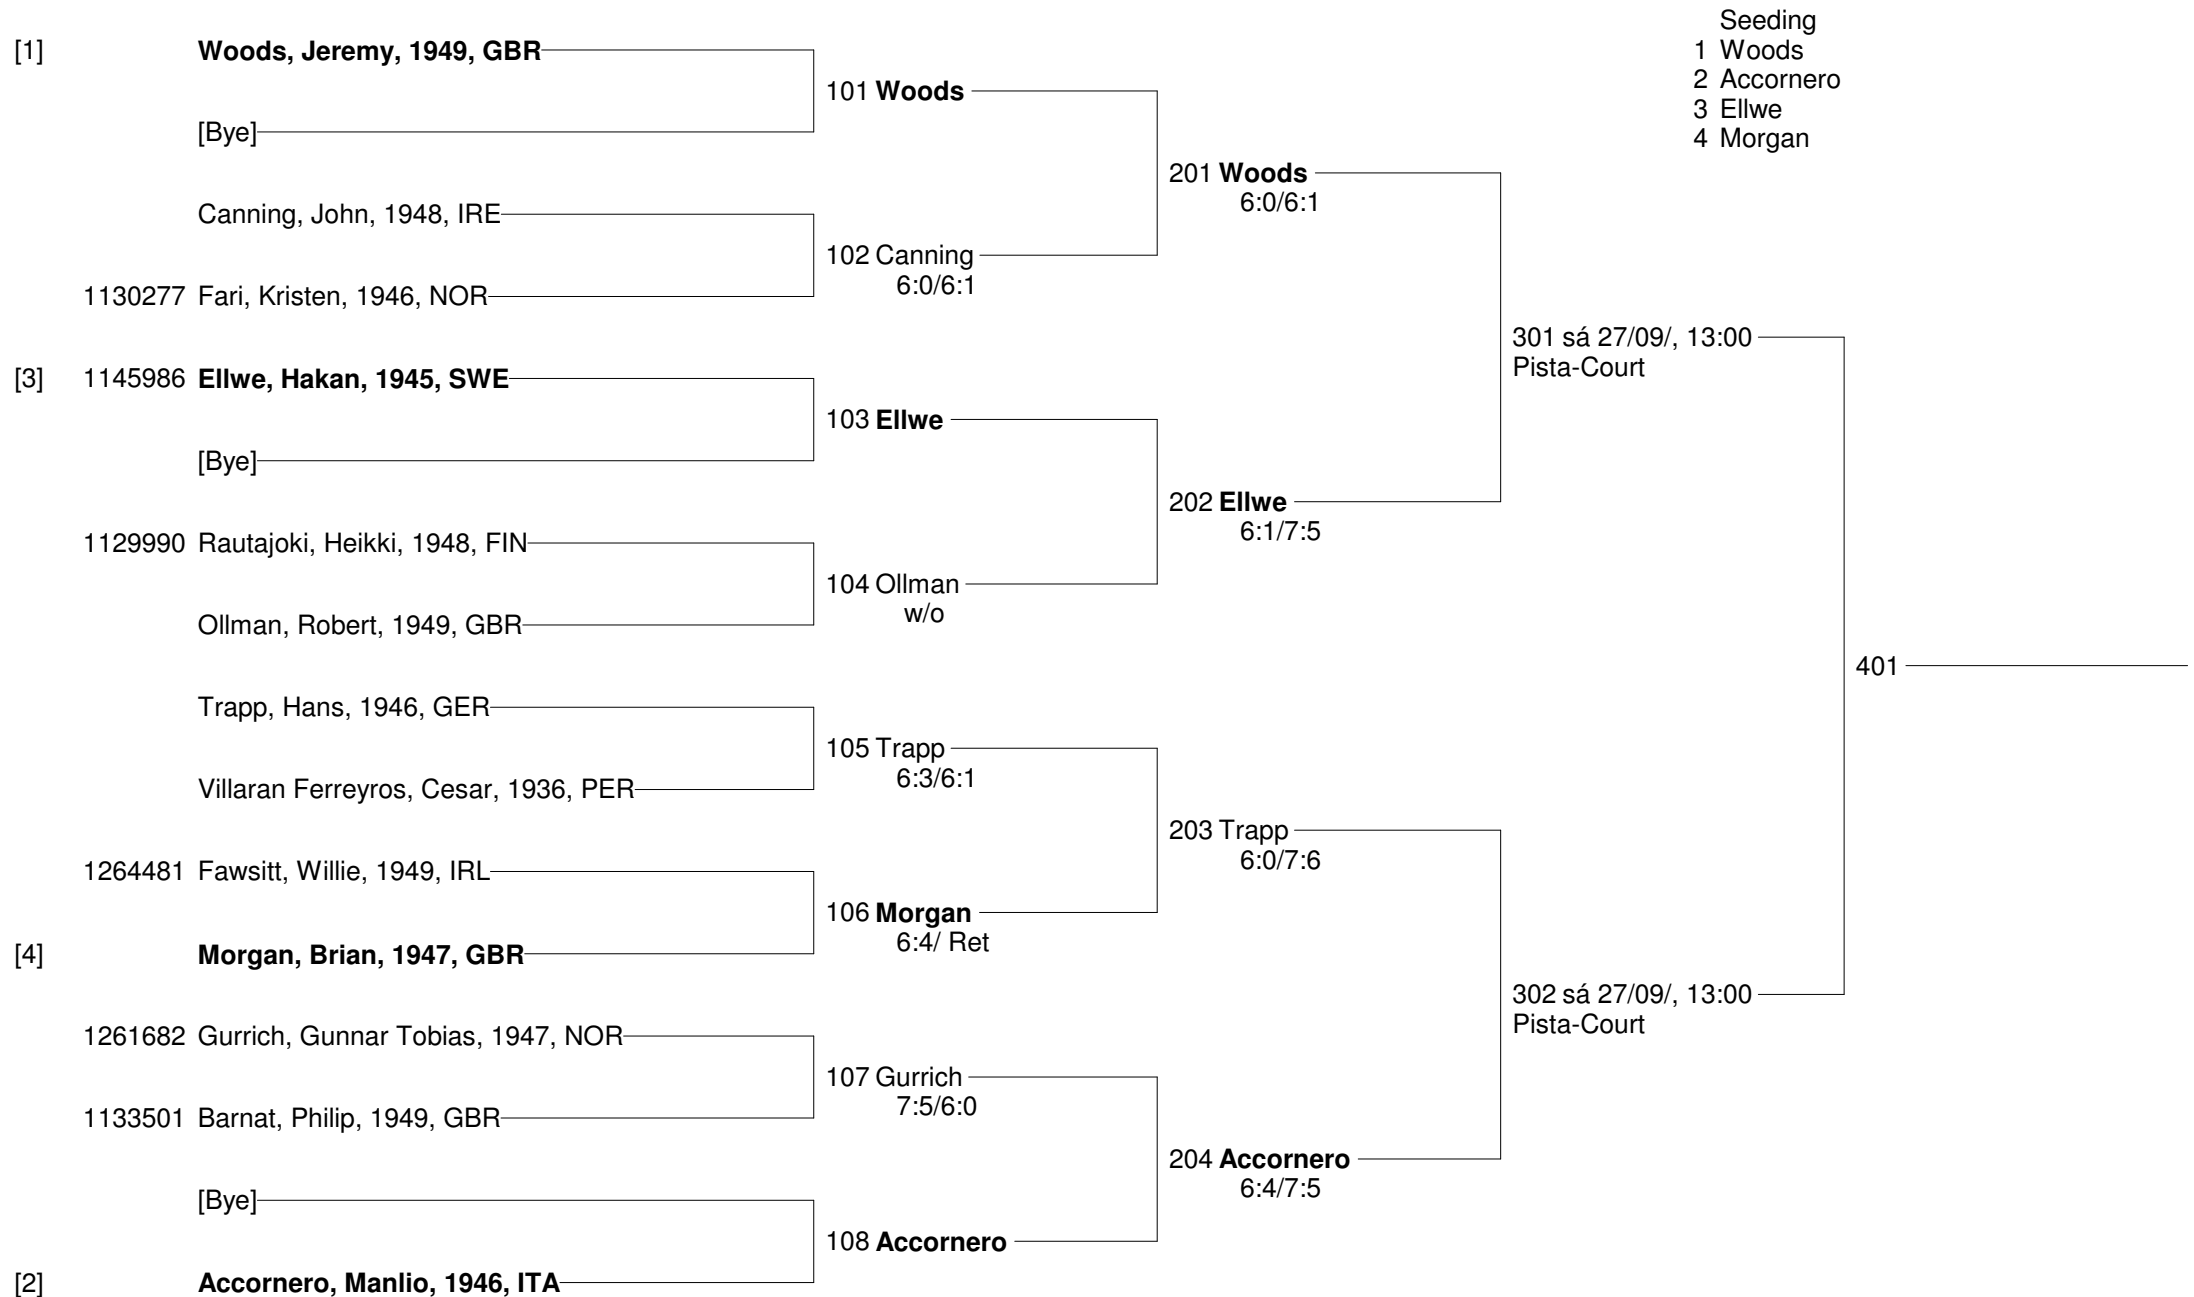 Seeding
1 Woods
2 Accornero
3 Ellwe
4 Morgan
[1] Woods, Jeremy, 1949, GBR
101 Woods
[Bye]
201 Woods
6:0/6:1
Canning, John, 1948, IRE
102 Canning
6:0/6:1
1130277 Fari, Kristen, 1946, NOR
301 sá 27/09/, 13:00
Pista-Court
[3] 1145986 Ellwe, Hakan, 1945, SWE
103 Ellwe
[Bye]
202 Ellwe
6:1/7:5
1129990 Rautajoki, Heikki, 1948, FIN
104 Ollman
w/o
Ollman, Robert, 1949, GBR
401
Trapp, Hans, 1946, GER
105 Trapp
6:3/6:1
Villaran Ferreyros, Cesar, 1936, PER
203 Trapp
6:0/7:6
1264481 Fawsitt, Willie, 1949, IRL
106 Morgan
6:4/ Ret
[4] Morgan, Brian, 1947, GBR
302 sá 27/09/, 13:00
Pista-Court
1261682 Gurrich, Gunnar Tobias, 1947, NOR
107 Gurrich
7:5/6:0
1133501 Barnat, Philip, 1949, GBR
204 Accornero
6:4/7:5
[Bye]
108 Accornero
[2] Accornero, Manlio, 1946, ITA